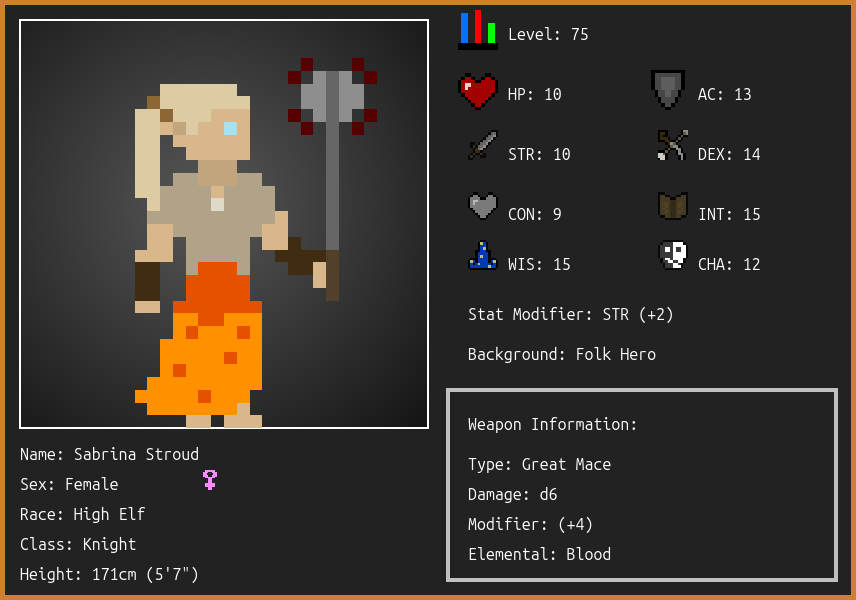 Level: 75
HP: 10
AC: 13
STR: 10
DEX: 14
CON: 9
INT: 15
WIS: 15
CHA: 12
Stat Modifier: STR (+2)
Background: Folk Hero
Weapon Information:
Type: Great Mace
Damage: d6
Modifier: (+4)
Elemental: Blood
Name: Sabrina Stroud
Sex: Female
Race: High Elf
Class: Knight
Height: 171cm (5'7")